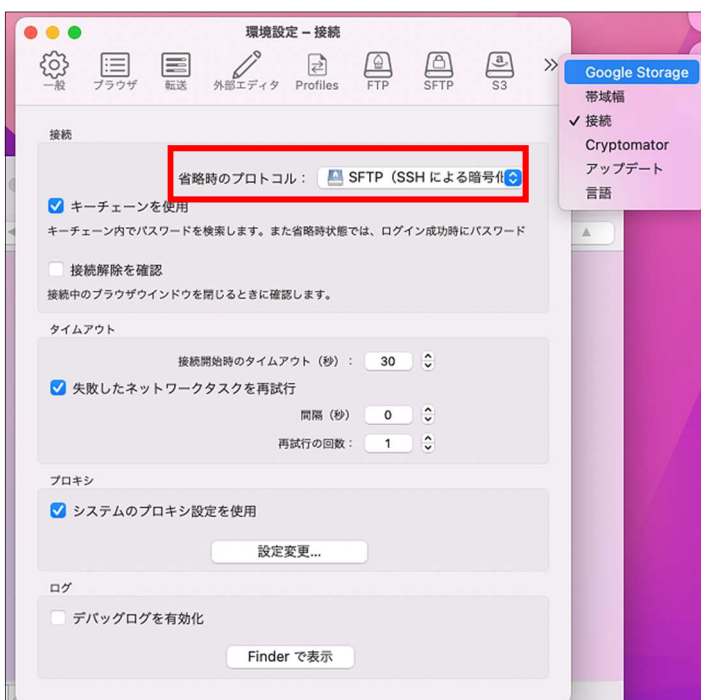 環境設定 – 接続
一般
ブラウザ
転送
外部エディタ
Profiles
FTP
SFTP
S3
Google Storage
帯域幅
✓ 接続
Cryptomator
アップデート
言語
接続
省略時のプロトコル： SFTP（SSH による暗号化
キーチェーンを使用
キーチェーン内でパスワードを検索します。また省略時状態では、ログイン成功時にパスワード
接続解除を確認
接続中のブラウザウインドウを閉じるときに確認します。
タイムアウト
接続開始時のタイムアウト（秒）： 30
失敗したネットワークタスクを再試行
間隔（秒） 0
再試行の回数： 1
プロキシ
システムのプロキシ設定を使用
設定変更...
ログ
デバッグログを有効化
Finder で表示